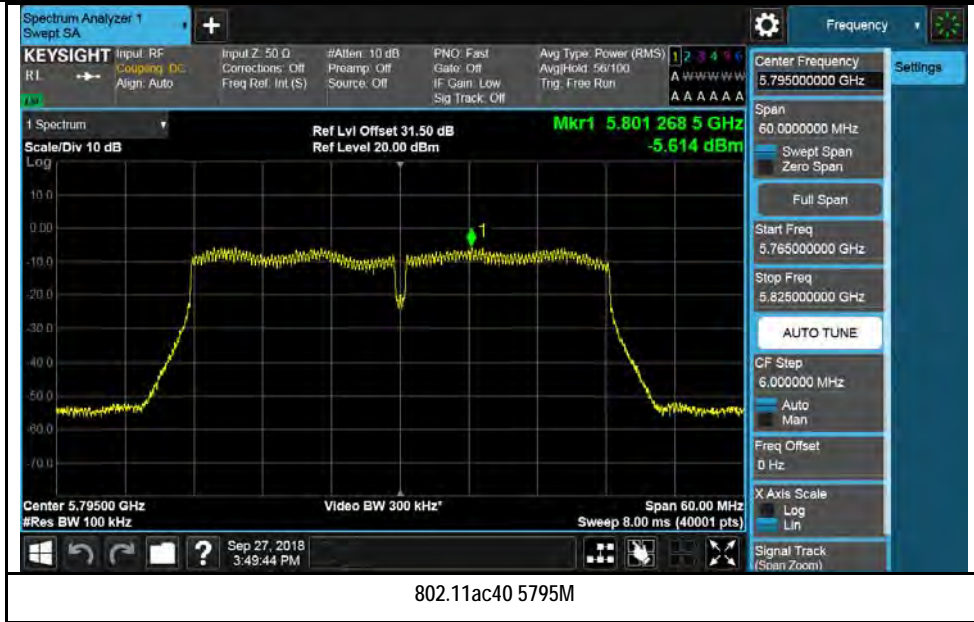 Spectrum Analyzer 1
Swept SA
+
Frequency
KEYSIGHT
RL
Input: RF
Coupling: DC
Align: Auto
Input Z: 50 Ω
Corrections: Off
Freq Ref: Int (S)
#Atten: 10 dB
Preamp: Off
Source: Off
PNO: Fast
Gate: Off
IF Gain: Low
Sig Track: Off
Avg Type: Power (RMS)
Avg|Hold: 56/100
Trig: Free Run
1 2 3 4 5 6
A W W W W W
A A A A A A
1 Spectrum
Scale/Div 10 dB
Ref Lvl Offset 31.50 dB
Ref Level 20.00 dBm
Mkr1 5.801 268 5 GHz
-5.614 dBm
Log
10.0
0.00
-10.0
-20.0
-30.0
-40.0
-50.0
-60.0
-70.0
1
Center 5.79500 GHz
#Res BW 100 kHz
Video BW 300 kHz*
Span 60.00 MHz
Sweep 8.00 ms (40001 pts)
Center Frequency
5.795000000 GHz
Settings
Span
60.0000000 MHz
Swept Span
Zero Span
Full Span
Start Freq
5.765000000 GHz
Stop Freq
5.825000000 GHz
AUTO TUNE
CF Step
6.000000 MHz
Auto
Man
Freq Offset
0 Hz
X Axis Scale
Log
Lin
Signal Track
(Span Zoom)
?
Sep 27, 2018
3:49:44 PM
802.11ac40 5795M